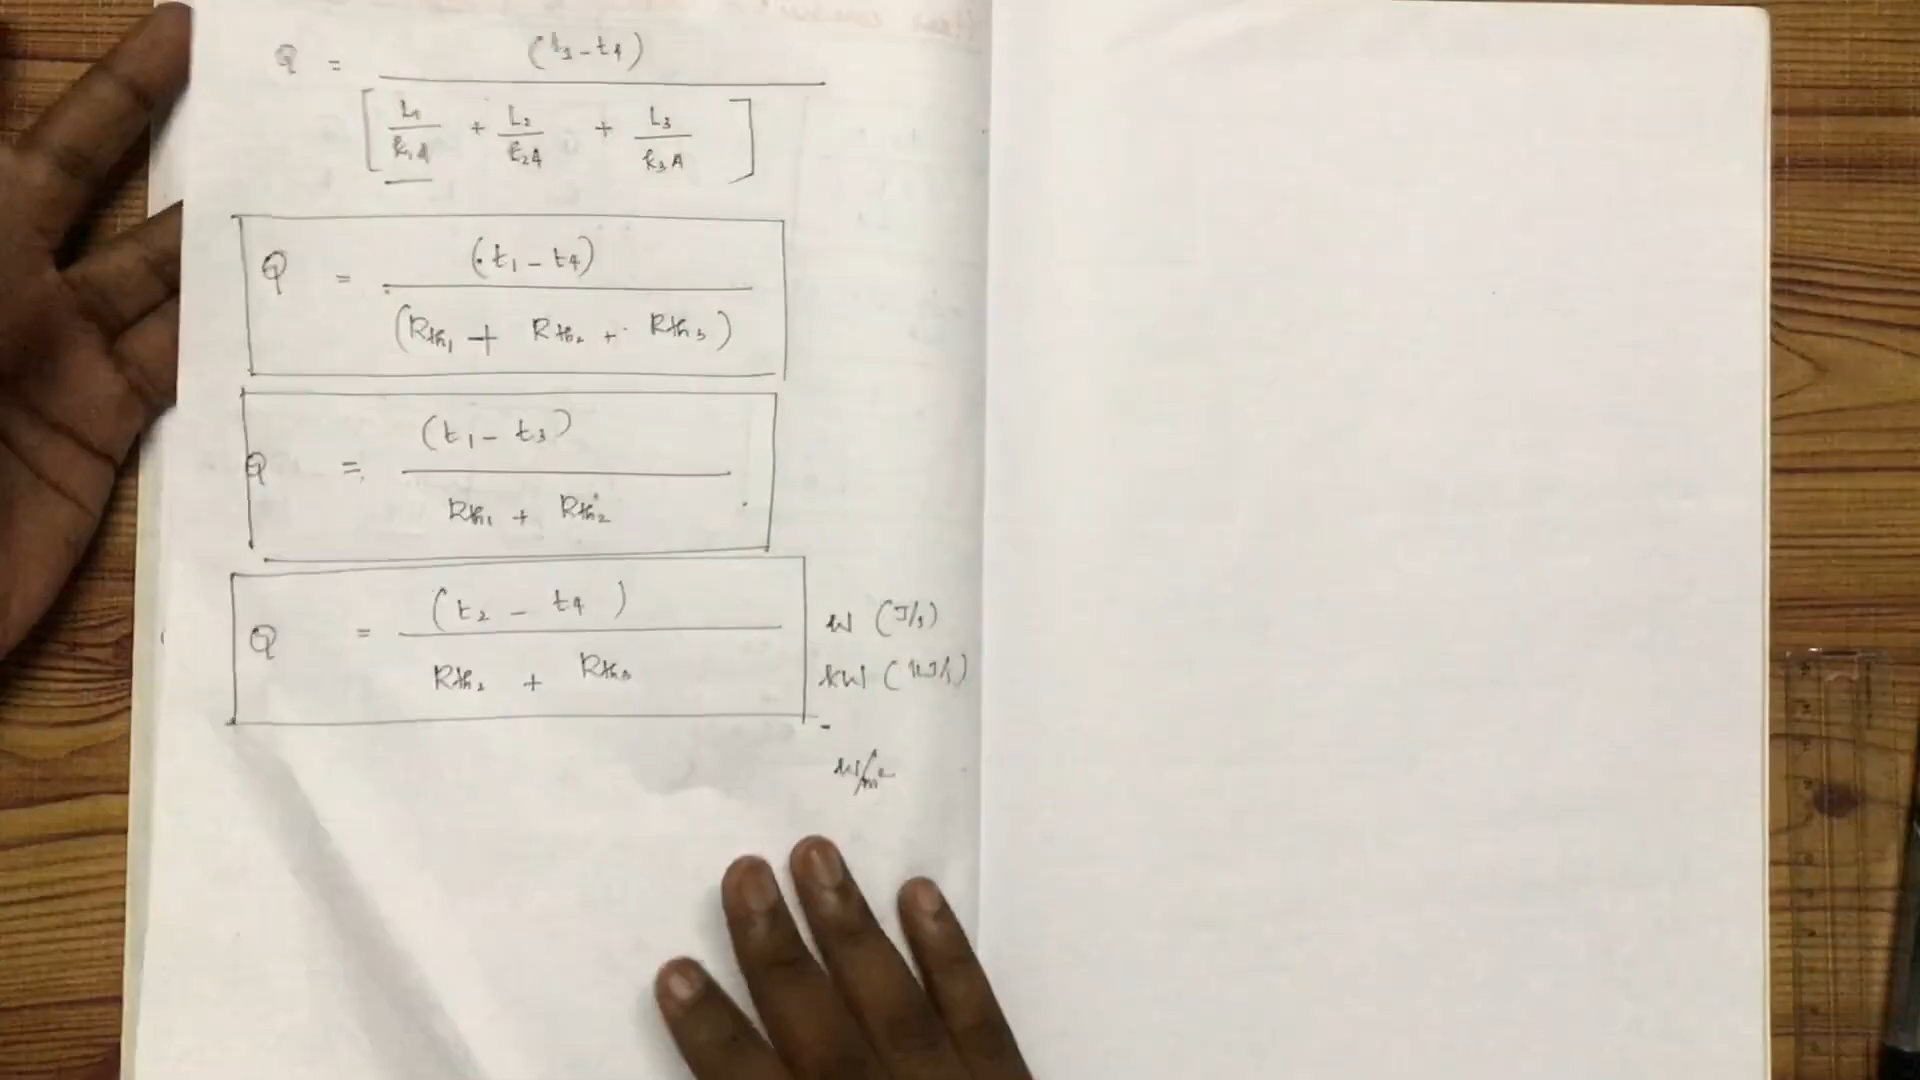 Q = (t₁ - t₄)
[ L₁/k₁A + L₂/k₂A + L₃/k₃A ]
Q = (t₁ - t₄)
(Rth₁ + Rth₂ + Rth₃)
Q = (t₁ - t₃)
Rth₁ + Rth₂
Q = (t₂ - t₄)
Rth₂ + Rth₃
W (J/s)
kW (kJ/s)
W/m²